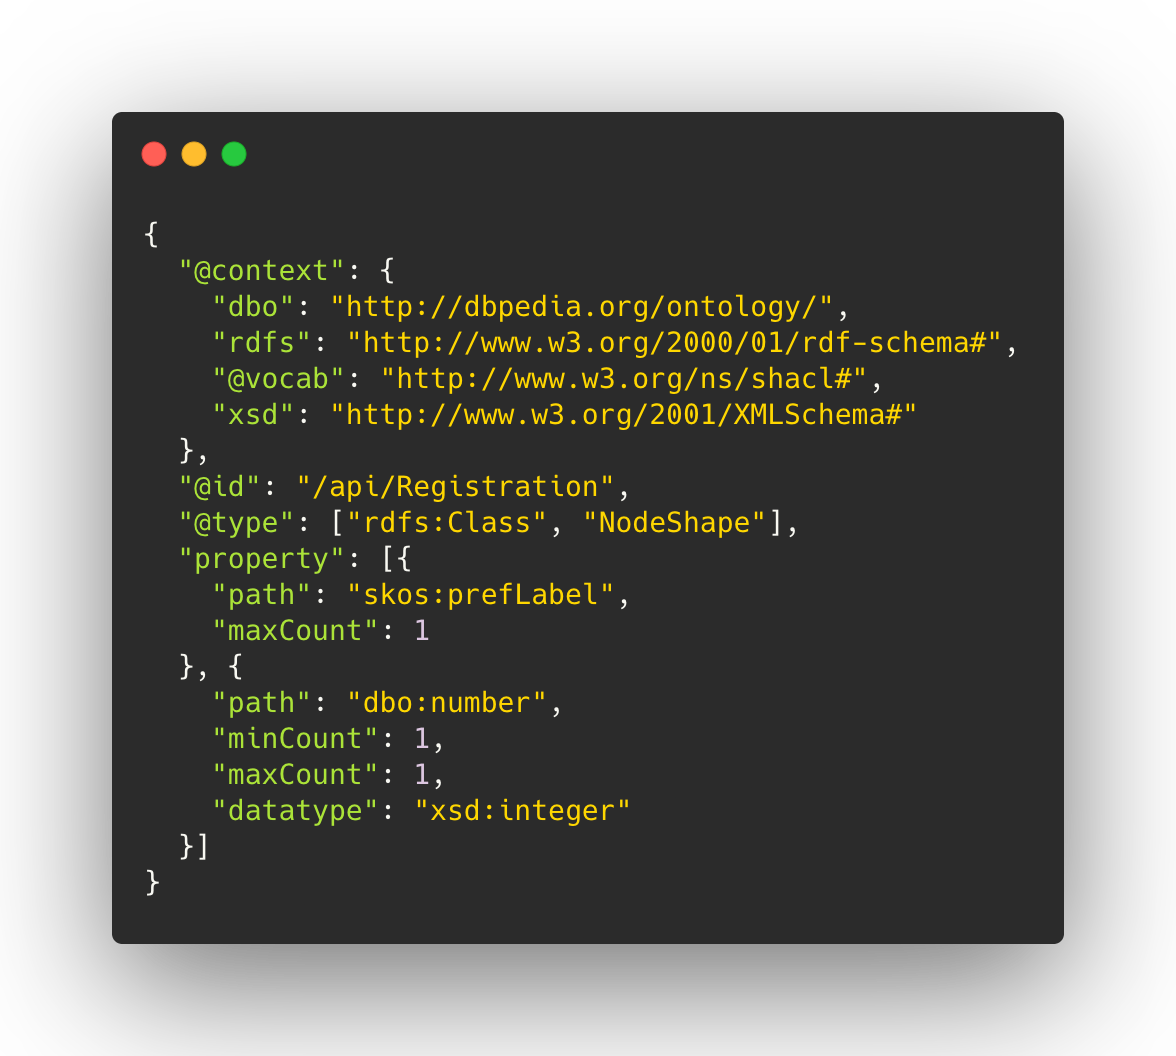 {
  "@context": {
    "dbo": "http://dbpedia.org/ontology/",
    "rdfs": "http://www.w3.org/2000/01/rdf-schema#",
    "@vocab": "http://www.w3.org/ns/shacl#",
    "xsd": "http://www.w3.org/2001/XMLSchema#"
  },
  "@id": "/api/Registration",
  "@type": ["rdfs:Class", "NodeShape"],
  "property": [{
    "path": "skos:prefLabel",
    "maxCount": 1
  }, {
    "path": "dbo:number",
    "minCount": 1,
    "maxCount": 1,
    "datatype": "xsd:integer"
  }]
}